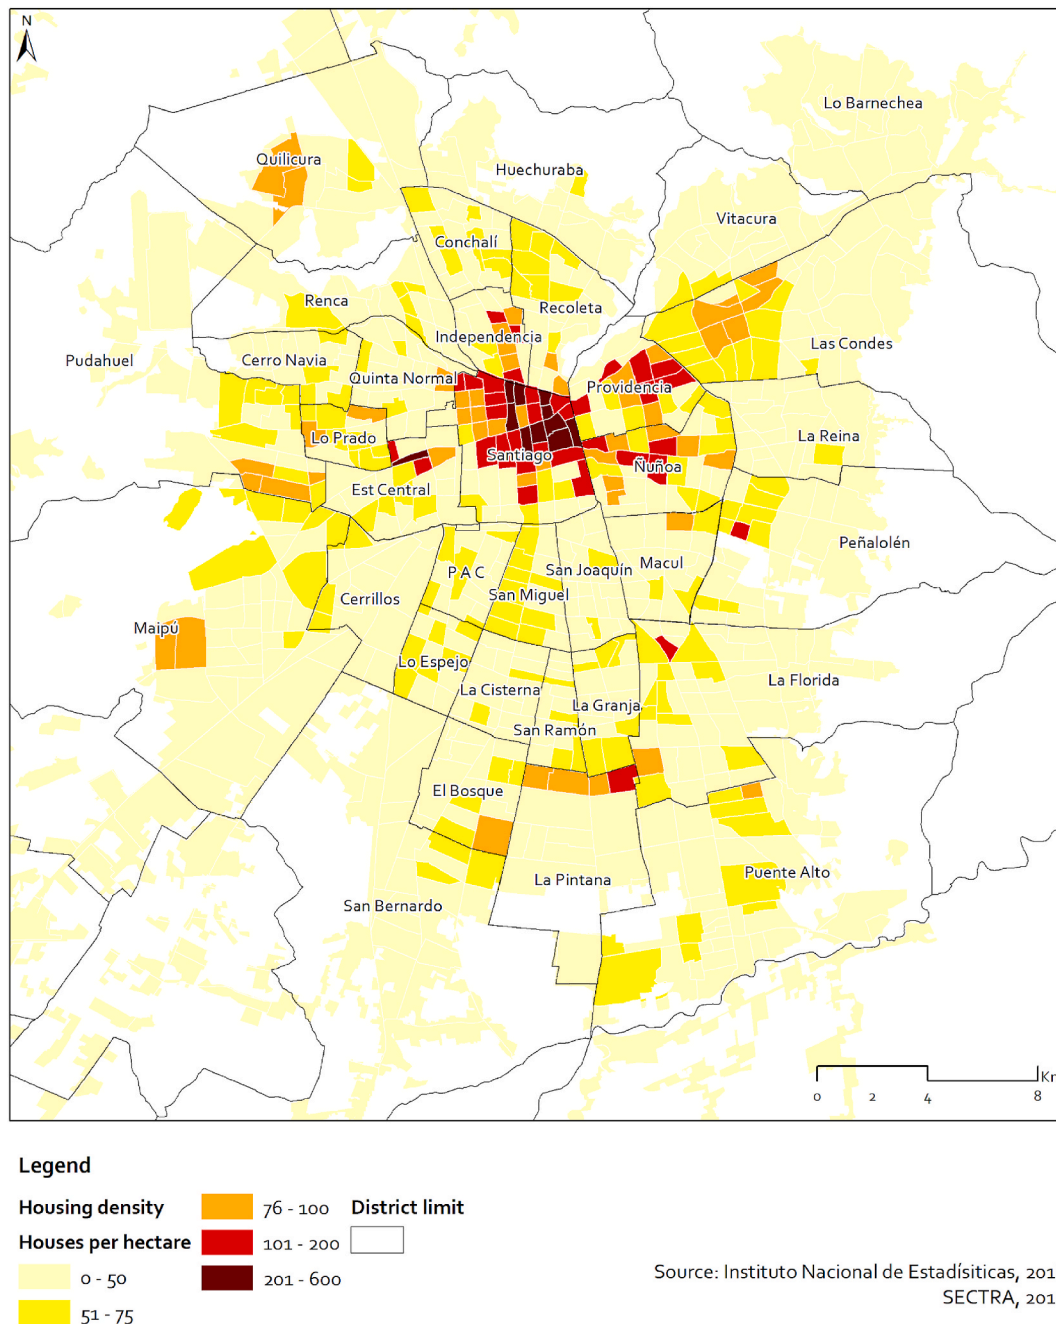 N
Lo Barnechea
Quilicura
Huechuraba
Vitacura
Conchalí
Renca
Recoleta
Independencia
Las Condes
Pudahuel
Cerro Navia
Quinta Normal
Providencia
Lo Prado
La Reina
Santiago
Ñuñoa
Est Central
Peñalolén
Macul
San Joaquín
P A C
San Miguel
Cerrillos
Maipú
Lo Espejo
La Florida
La Cisterna
La Granja
San Ramón
El Bosque
Puente Alto
La Pintana
San Bernardo
Km
0 2 4 8
Legend
Housing density
Houses per hectare
0 - 50
51 - 75
76 - 100
101 - 200
201 - 600
District limit
Source: Instituto Nacional de Estadísiticas, 201
SECTRA, 201